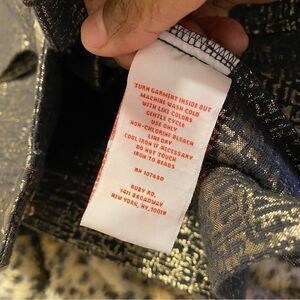 TURN GARMENT INSIDE OUT
MACHINE WASH COLD
WITH LIKE COLORS
GENTLE CYCLE
USE ONLY
NON-CHLORINE BLEACH
LINE DRY
COOL IRON IF NECESSARY
DO NOT TOUCH
IRON TO BEADS
RN 107680
RUBY RD.
1411 BROADWAY
NEW YORK, NY, 10018